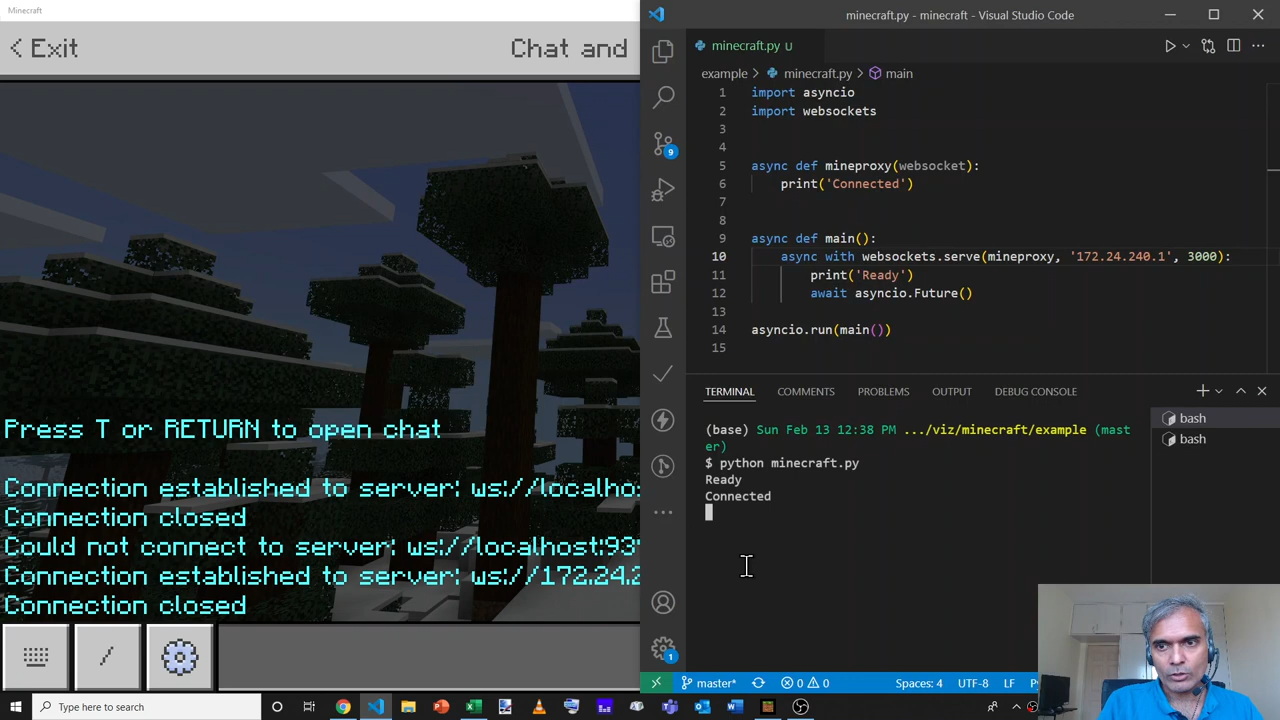 Minecraft
< Exit
Chat and
Press T or RETURN to open chat
Connection established to server: ws://localho
Connection closed
Could not connect to server: ws://localhost:93
Connection established to server: ws://172.24.2
Connection closed
/
minecraft.py - minecraft - Visual Studio Code
minecraft.py U
example > minecraft.py > main
1 import asyncio
2 import websockets
3
4
5 async def mineproxy(websocket):
6 print('Connected')
7
8
9 async def main():
10 async with websockets.serve(mineproxy, '172.24.240.1', 3000):
11 print('Ready')
12 await asyncio.Future()
13
14 asyncio.run(main())
15
9
TERMINAL COMMENTS PROBLEMS OUTPUT DEBUG CONSOLE
(base) Sun Feb 13 12:38 PM .../viz/minecraft/example (mast
er)
$ python minecraft.py
Ready
Connected
bash
bash
1
master* 0 0 Spaces: 4 UTF-8 LF
Type here to search